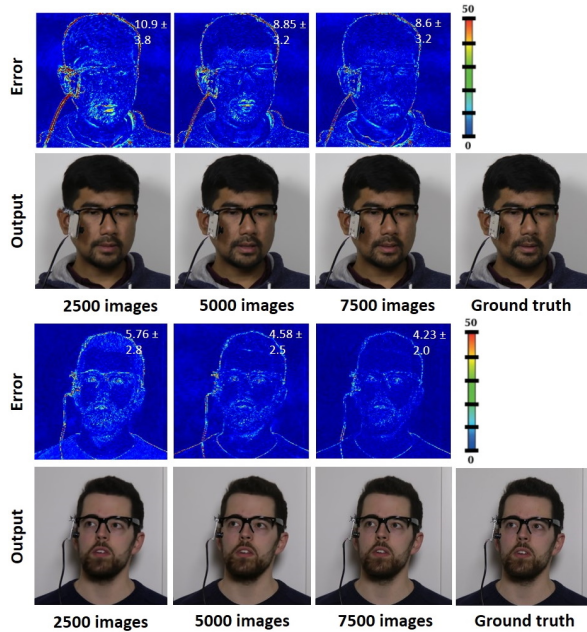 50
10.9 ±
3.8
8.85 ±
3.2
8.6 ±
3.2
Error
0
Output
2500 images 5000 images 7500 images Ground truth
50
5.76 ±
2.8
4.58 ±
2.5
4.23 ±
2.0
Error
0
Output
2500 images 5000 images 7500 images Ground truth